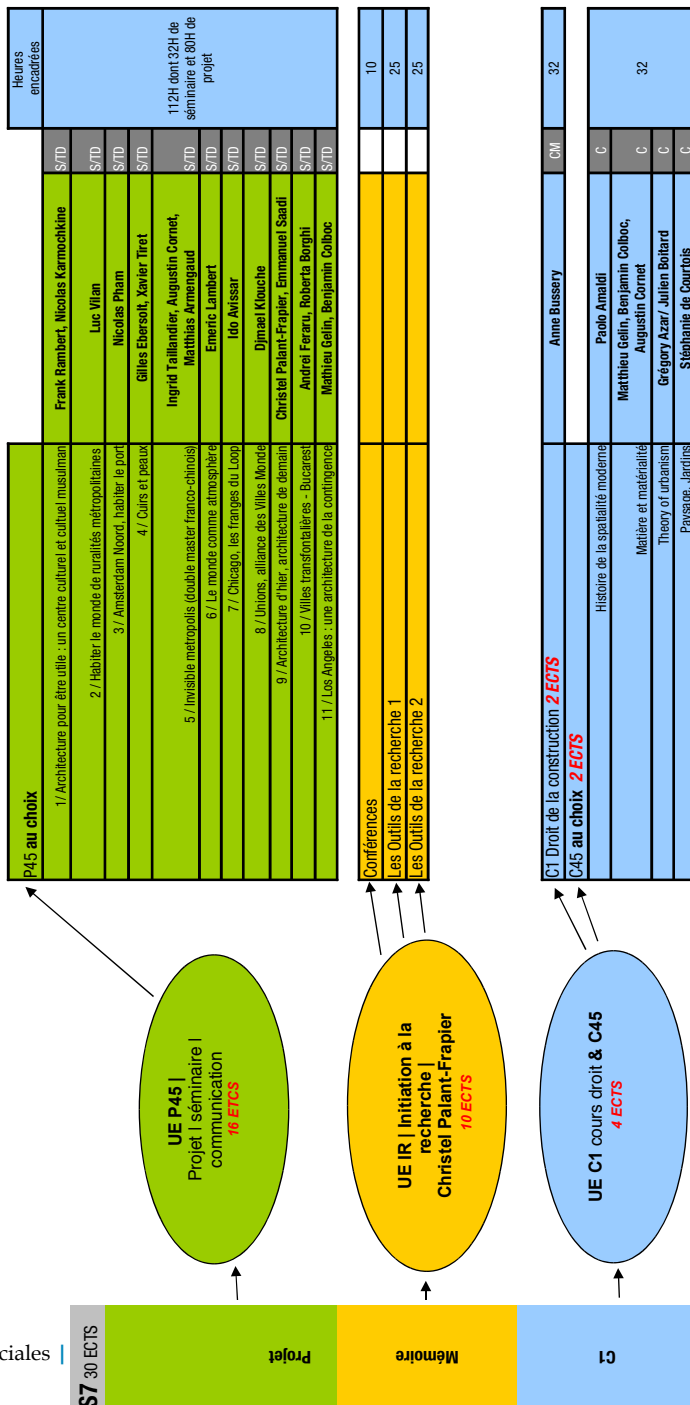 ciales |
S7 30 ECTS
Projet
Mémoire
C1
UE P45 |
Projet | séminaire |
communication
16 ETCS
UE IR | Initiation à la
recherche |
Christel Palant-Frapier
10 ECTS
UE C1 cours droit & C45
4 ECTS
Heures
encadrées
P45 au choix
1/ Architecture pour être utile : un centre culturel et cultuel musulman Frank Rambert, Nicolas Karmochkine S/TD
2 / Habiter le monde de ruralités métropolitaines Luc Vilan S/TD
3 / Amsterdam Noord, habiter le port Nicolas Pham S/TD
4 / Cuirs et peaux Gilles Ebersolt, Xavier Tiret S/TD
5 / Invisible metropolis (double master franco-chinois) Ingrid Taillandier, Augustin Cornet,
Matthias Armengaud S/TD
6 / Le monde comme atmosphère Emeric Lambert S/TD
7 / Chicago, les franges du Loop Ido Avissar S/TD
8 / Unions, alliance des Villes Monde Djmael Klouche S/TD
9 / Architecture d'hier, architecture de demain Christel Palant-Frapier, Emmanuel Saadi S/TD
10 / Villes transfontalières - Bucarest Andrei Feraru, Roberta Borghi S/TD
11 / Los Angeles : une architecture de la contingence Mathieu Gelin, Benjamin Colboc S/TD
112H dont 32H de
séminaire et 80H de
projet
Conférences 10
Les Outils de la recherche 1 25
Les Outils de la recherche 2 25
C1 Droit de la construction 2 ECTS Anne Bussery CM 32
C45 au choix 2 ECTS
Histoire de la spatialité moderne Paolo Amaldi C
Matière et matérialité Matthieu Gelin, Benjamin Colboc,
Augustin Cornet C
Theory of urbanism Grégory Azar/ Julien Boitard C
Paysage, Jardins Stéphanie de Courtois C
32